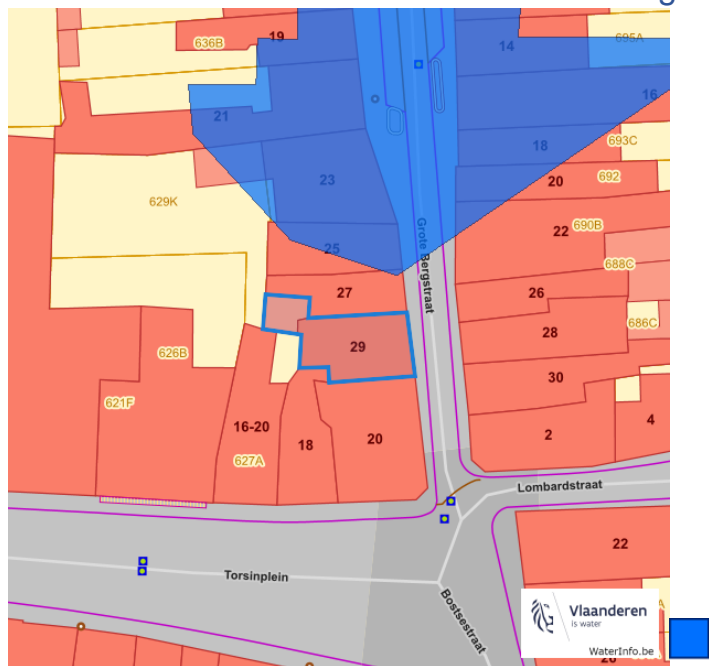 636B
19
14
695A
16
21
18
693C
23
20
692
629K
22
690B
25
Grote Bergstraat
688C
27
26
686C
28
29
626B
30
621F
16-20
18
20
2
4
627A
Lombardstraat
22
Torsinplein
Bostsestraat
Vlaanderen
is water
WaterInfo.be